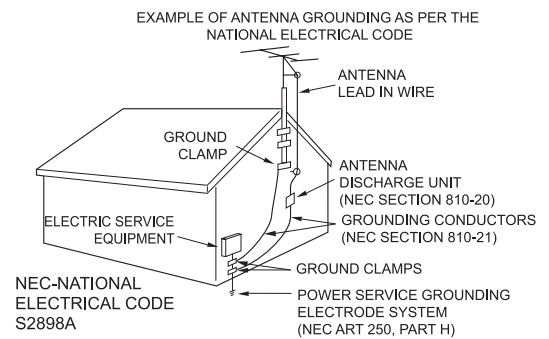 EXAMPLE OF ANTENNA GROUNDING AS PER THE
NATIONAL ELECTRICAL CODE
ANTENNA
LEAD IN WIRE
GROUND
CLAMP
ANTENNA
DISCHARGE UNIT
(NEC SECTION 810-20)
ELECTRIC SERVICE
EQUIPMENT
GROUNDING CONDUCTORS
(NEC SECTION 810-21)
GROUND CLAMPS
NEC-NATIONAL
ELECTRICAL CODE
S2898A
POWER SERVICE GROUNDING
ELECTRODE SYSTEM
(NEC ART 250, PART H)